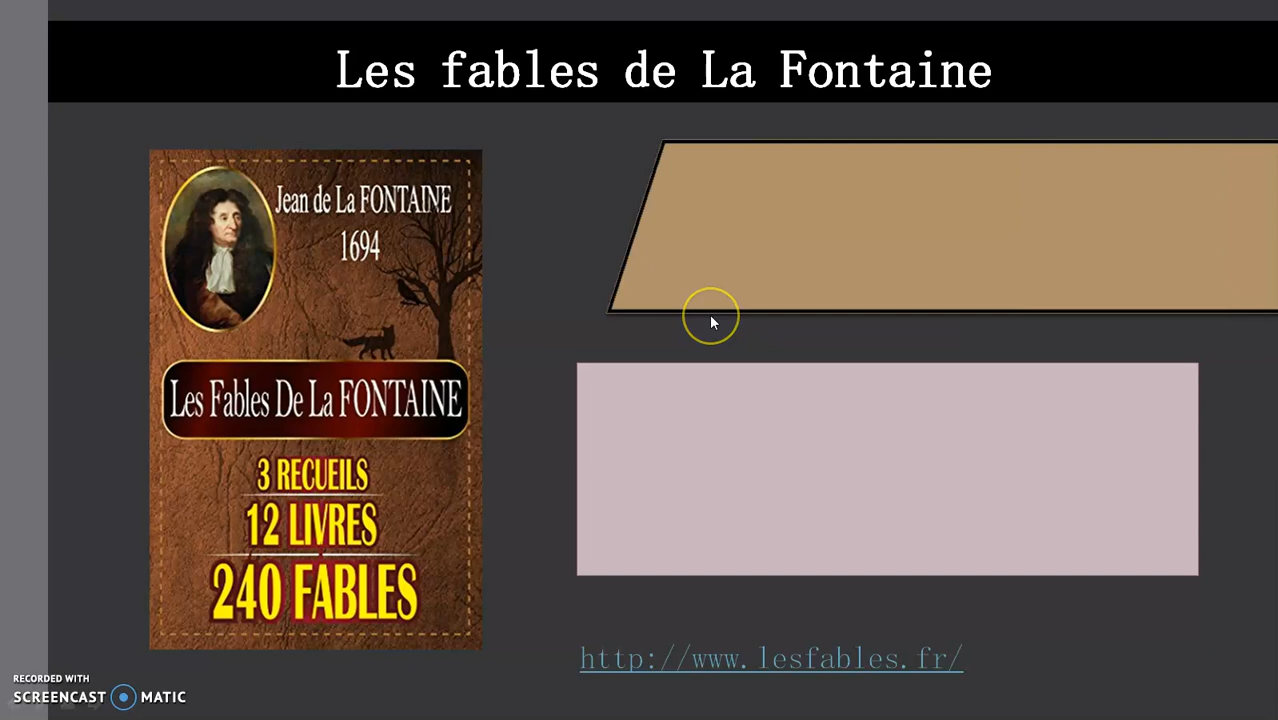 Les fables de La Fontaine
Jean de La FONTAINE
1694
Les Fables De La FONTAINE
3 RECUEILS
12 LIVRES
240 FABLES
http://www.lesfables.fr/
RECORDED WITH
SCREENCAST MATIC